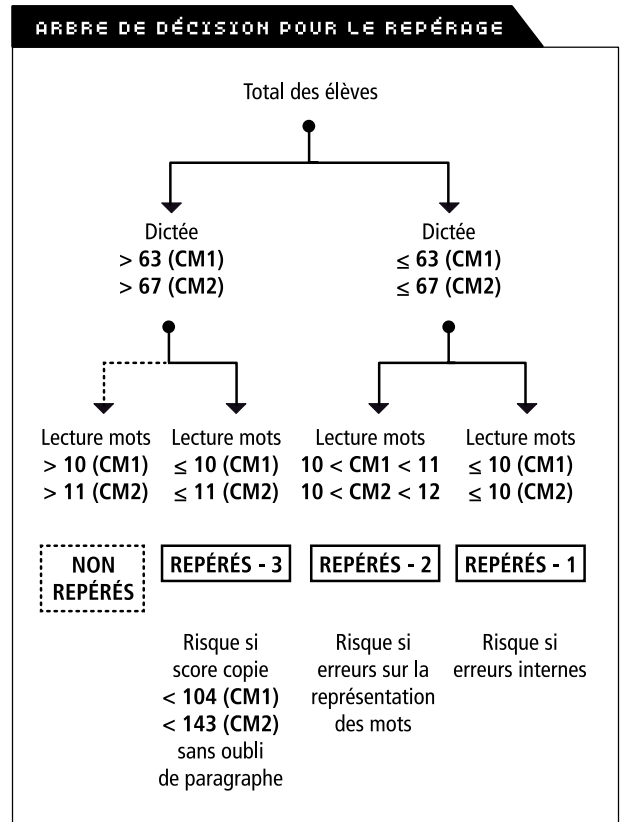 ARBRE DE DÉCISION POUR LE REPÉRAGE
Total des élèves
Dictée
> 63 (CM1)
> 67 (CM2)
Dictée
≤ 63 (CM1)
≤ 67 (CM2)
Lecture mots
> 10 (CM1)
> 11 (CM2)
Lecture mots
≤ 10 (CM1)
≤ 11 (CM2)
Lecture mots
10 < CM1 < 11
10 < CM2 < 12
Lecture mots
≤ 10 (CM1)
≤ 10 (CM2)
NON
REPÉRÉS
REPÉRÉS - 3
REPÉRÉS - 2
REPÉRÉS - 1
Risque si
score copie
< 104 (CM1)
< 143 (CM2)
sans oubli
de paragraphe
Risque si
erreurs sur la
représentation
des mots
Risque si
erreurs internes